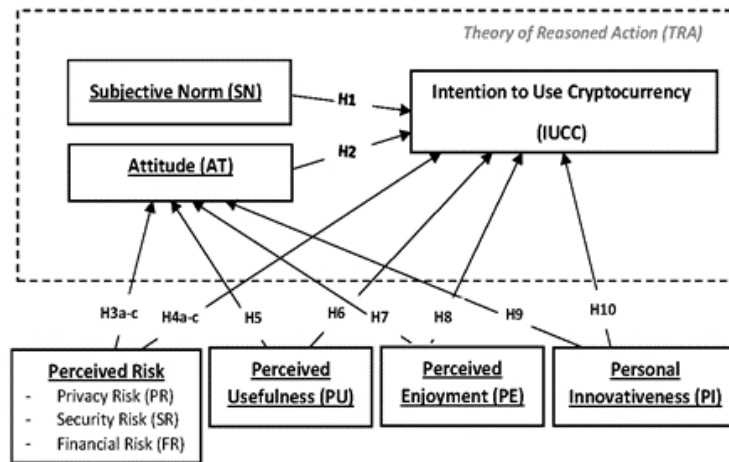 Theory of Reasoned Action (TRA)
Subjective Norm (SN)
H1
Intention to Use Cryptocurrency
(IUCC)
Attitude (AT)
H2
H3a-c
H4a-c
H5
H6
H7
H8
H9
H10
Perceived Risk
- Privacy Risk (PR)
- Security Risk (SR)
- Financial Risk (FR)
Perceived
Usefulness (PU)
Perceived
Enjoyment (PE)
Personal
Innovativeness (PI)